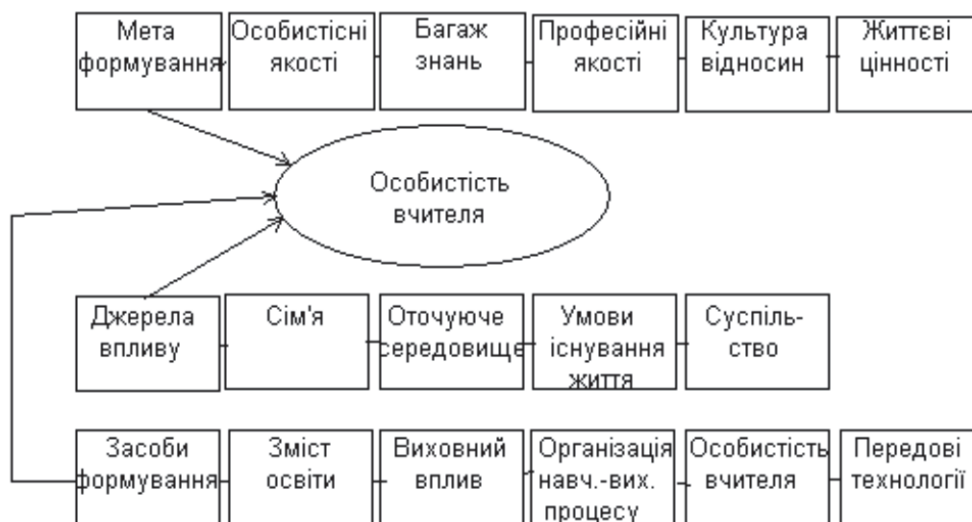 Мета
формування
Особистісні
якості
Багаж
знань
Професійні
якості
Культура
відносин
Життєві
цінності
Особистість
вчителя
Джерела
впливу
Сім'я
Оточуюче
середовище
Умови
існування
життя
Суспіль-
ство
Засоби
формування
Зміст
освіти
Виховний
вплив
Організація
навч.-вих.
процесу
Особистість
вчителя
Передові
технології